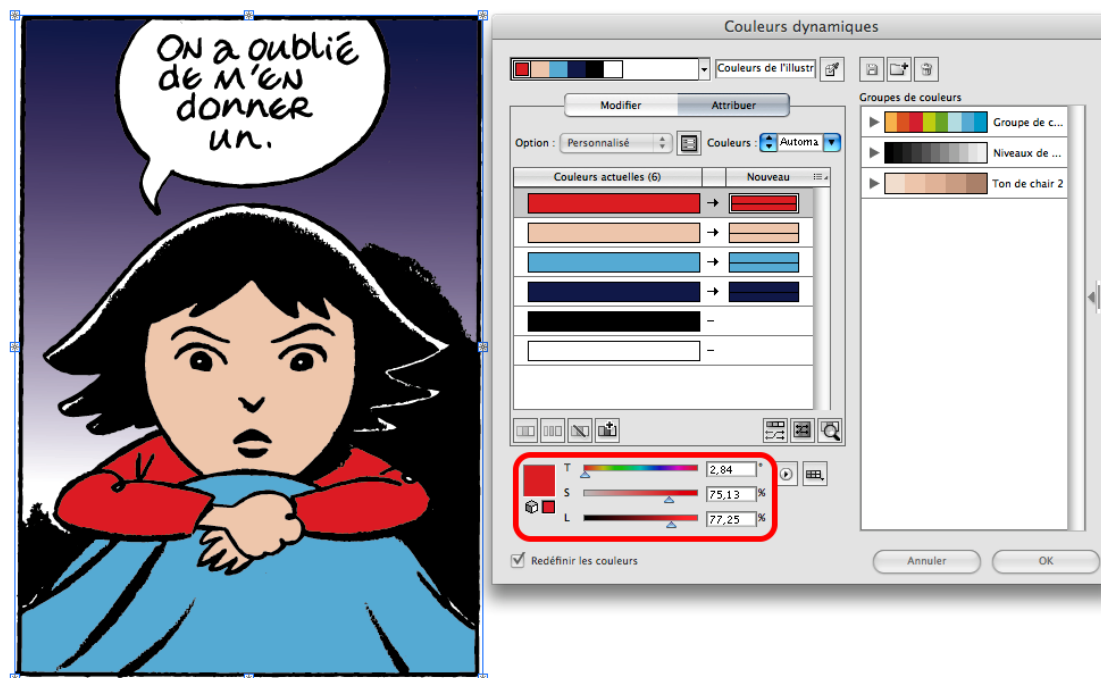 ON a oublié
de m'en
donner
un.
Couleurs dynamiques
Couleurs de l'illustr
Modifier
Attribuer
Option :
Personnalisé
Couleurs :
Automa
Couleurs actuelles (6)
Nouveau
T
2,84
°
S
75,13
%
L
77,25
%
Redéfinir les couleurs
Groupes de couleurs
Groupe de c...
Niveaux de ...
Ton de chair 2
Annuler
OK